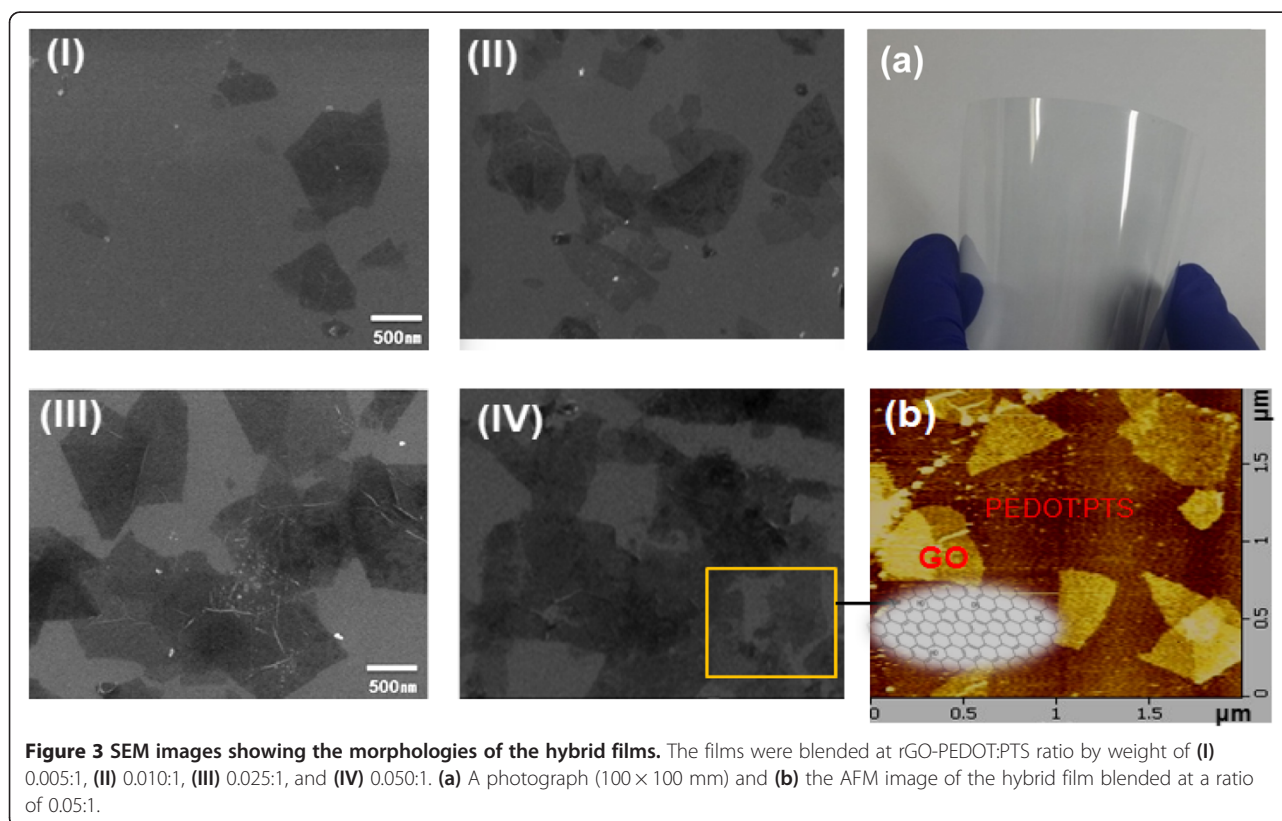 (I)
500nm
(II)
(a)
(III)
500nm
(IV)
(b)
PEDOT:PTS
GO
µm
1.5
1
0.5
0
0 0.5 1 1.5 µm
Figure 3 SEM images showing the morphologies of the hybrid films. The films were blended at rGO-PEDOT:PTS ratio by weight of (I)
0.005:1, (II) 0.010:1, (III) 0.025:1, and (IV) 0.050:1. (a) A photograph (100 × 100 mm) and (b) the AFM image of the hybrid film blended at a ratio
of 0.05:1.